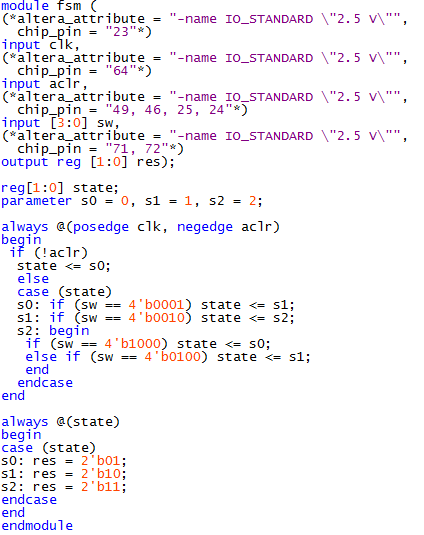 module fsm (
(*altera_attribute = "-name IO_STANDARD \"2.5 V\"",
  chip_pin = "23"*)
input clk,
(*altera_attribute = "-name IO_STANDARD \"2.5 V\"",
  chip_pin = "64"*)
input aclr,
(*altera_attribute = "-name IO_STANDARD \"2.5 V\"",
  chip_pin = "49, 46, 25, 24"*)
input [3:0] sw,
(*altera_attribute = "-name IO_STANDARD \"2.5 V\"",
  chip_pin = "71, 72"*)
output reg [1:0] res);

reg[1:0] state;
parameter s0 = 0, s1 = 1, s2 = 2;

always @(posedge clk, negedge aclr)
begin
 if (!aclr)
  state <= s0;
  else
  case (state)
  s0: if (sw == 4'b0001) state <= s1;
  s1: if (sw == 4'b0010) state <= s2;
  s2: begin
   if (sw == 4'b1000) state <= s0;
   else if (sw == 4'b0100) state <= s1;
   end
  endcase
end

always @(state)
begin
case (state)
s0: res = 2'b01;
s1: res = 2'b10;
s2: res = 2'b11;
endcase
end
endmodule